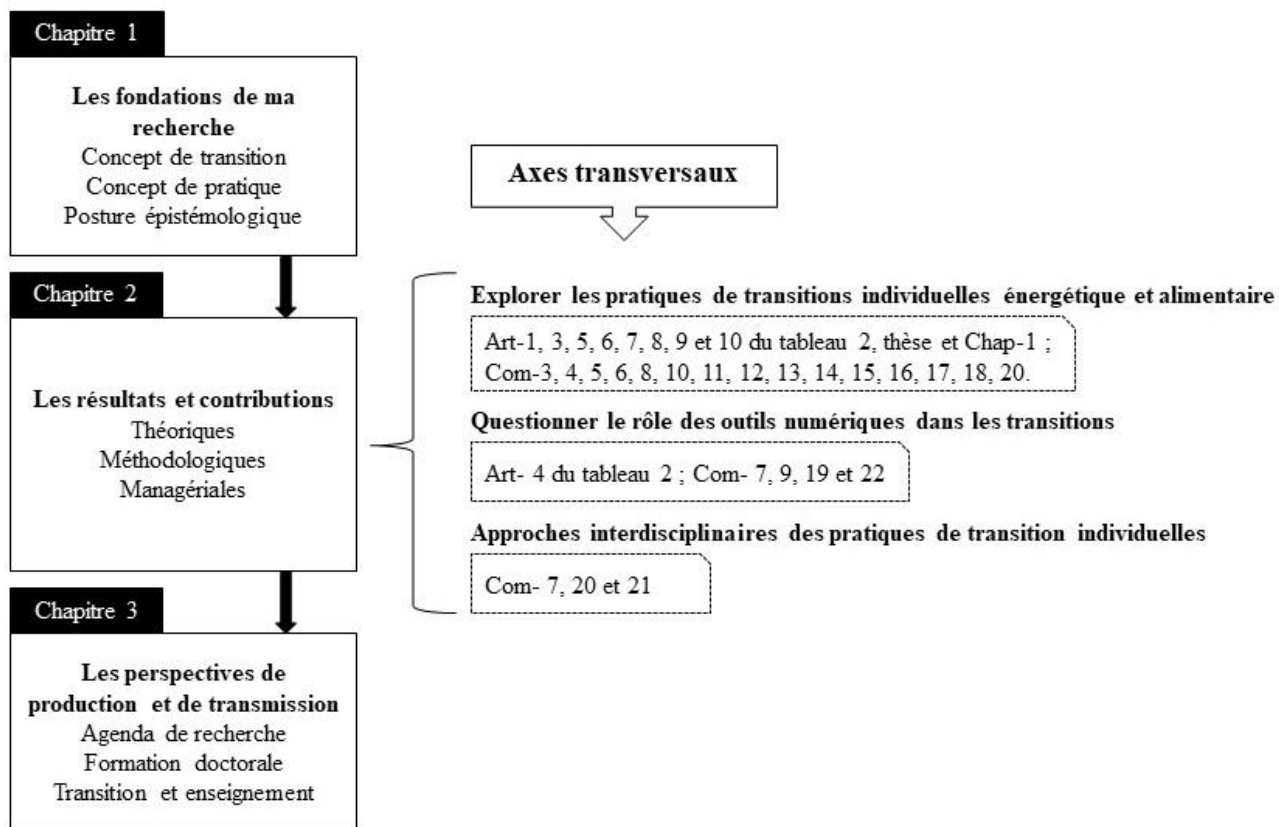 Chapitre 1
Les fondations de ma
recherche
Concept de transition
Concept de pratique
Posture épistémologique
Chapitre 2
Les résultats et contributions
Théoriques
Méthodologiques
Managériales
Chapitre 3
Les perspectives de
production et de transmission
Agenda de recherche
Formation doctorale
Transition et enseignement
Axes transversaux
Explorer les pratiques de transitions individuelles énergétique et alimentaire
Art-1, 3, 5, 6, 7, 8, 9 et 10 du tableau 2, thèse et Chap-1 ;
Com-3, 4, 5, 6, 8, 10, 11, 12, 13, 14, 15, 16, 17, 18, 20.
Questionner le rôle des outils numériques dans les transitions
Art- 4 du tableau 2 ; Com- 7, 9, 19 et 22
Approches interdisciplinaires des pratiques de transition individuelles
Com- 7, 20 et 21